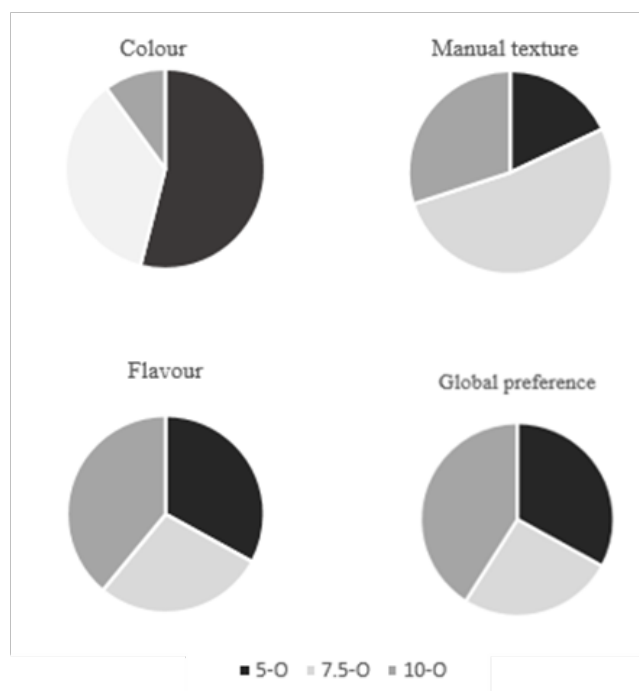 Colour
Manual texture
Flavour
Global preference
5-O 7.5-O 10-O